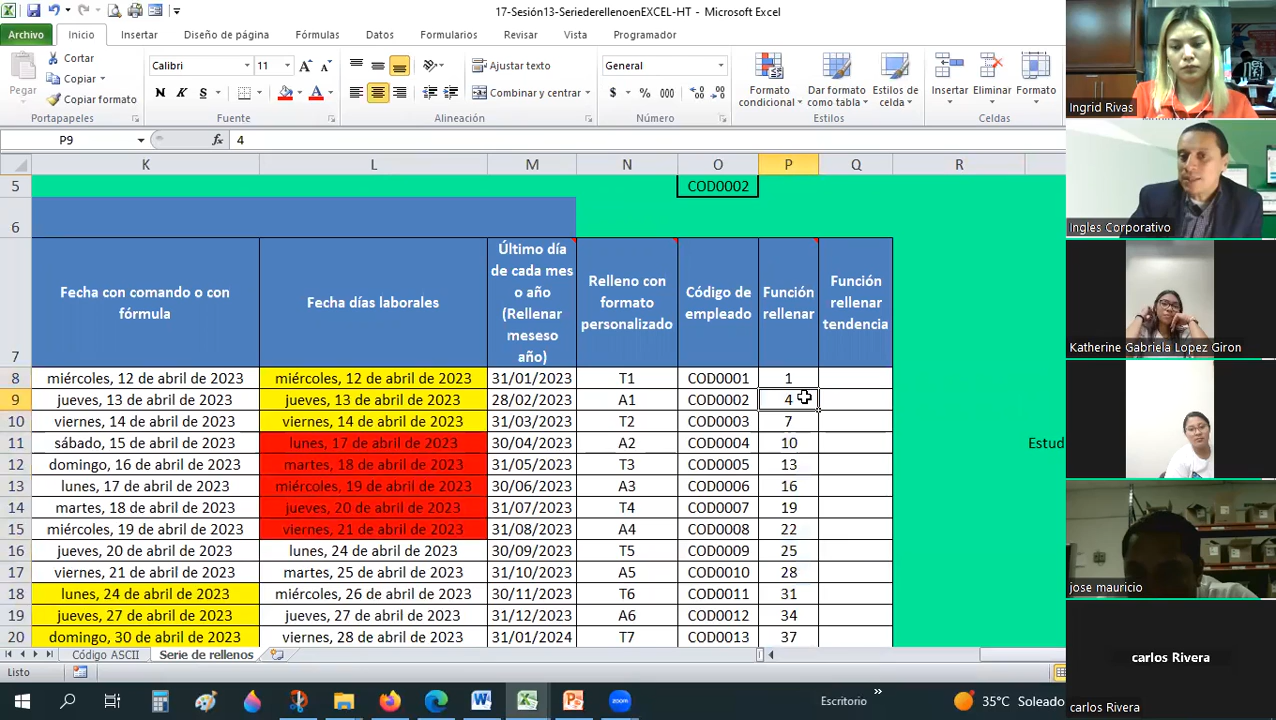 17-Sesión13-SeriederellenoenEXCEL-HT - Microsoft Excel
Archivo Inicio Insertar Diseño de página Fórmulas Datos Formularios Revisar Vista Programador
Pegar
Cortar
Copiar
Copiar formato
Portapapeles
Calibri 11
N K S
Fuente
Ajustar texto
Combinar y centrar
Alineación
General
$ % 000
Número
Formato condicional
Dar formato como tabla
Estilos de celda
Estilos
Insertar Eliminar Formato
Celdas
P9 fx 4
K L M N O P Q R
5 COD0002
6
7 Fecha con comando o con fórmula Fecha días laborales Último día de cada mes o año (Rellenar meseso año) Relleno con formato personalizado Código de empleado Función rellenar Función rellenar tendencia
8 miércoles, 12 de abril de 2023 miércoles, 12 de abril de 2023 31/01/2023 T1 COD0001 1
9 jueves, 13 de abril de 2023 jueves, 13 de abril de 2023 28/02/2023 A1 COD0002 4
10 viernes, 14 de abril de 2023 viernes, 14 de abril de 2023 31/03/2023 T2 COD0003 7
11 sábado, 15 de abril de 2023 lunes, 17 de abril de 2023 30/04/2023 A2 COD0004 10 Estud
12 domingo, 16 de abril de 2023 martes, 18 de abril de 2023 31/05/2023 T3 COD0005 13
13 lunes, 17 de abril de 2023 miércoles, 19 de abril de 2023 30/06/2023 A3 COD0006 16
14 martes, 18 de abril de 2023 jueves, 20 de abril de 2023 31/07/2023 T4 COD0007 19
15 miércoles, 19 de abril de 2023 viernes, 21 de abril de 2023 31/08/2023 A4 COD0008 22
16 jueves, 20 de abril de 2023 lunes, 24 de abril de 2023 30/09/2023 T5 COD0009 25
17 viernes, 21 de abril de 2023 martes, 25 de abril de 2023 31/10/2023 A5 COD0010 28
18 lunes, 24 de abril de 2023 miércoles, 26 de abril de 2023 30/11/2023 T6 COD0011 31
19 jueves, 27 de abril de 2023 jueves, 27 de abril de 2023 31/12/2023 A6 COD0012 34
20 domingo, 30 de abril de 2023 viernes, 28 de abril de 2023 31/01/2024 T7 COD0013 37
Código ASCII Serie de rellenos
Listo
Escritorio » 35°C Soleado
Ingrid Rivas
Ingles Corporativo
Katherine Gabriela Lopez Giron
jose mauricio
carlos Rivera
carlos Rivera